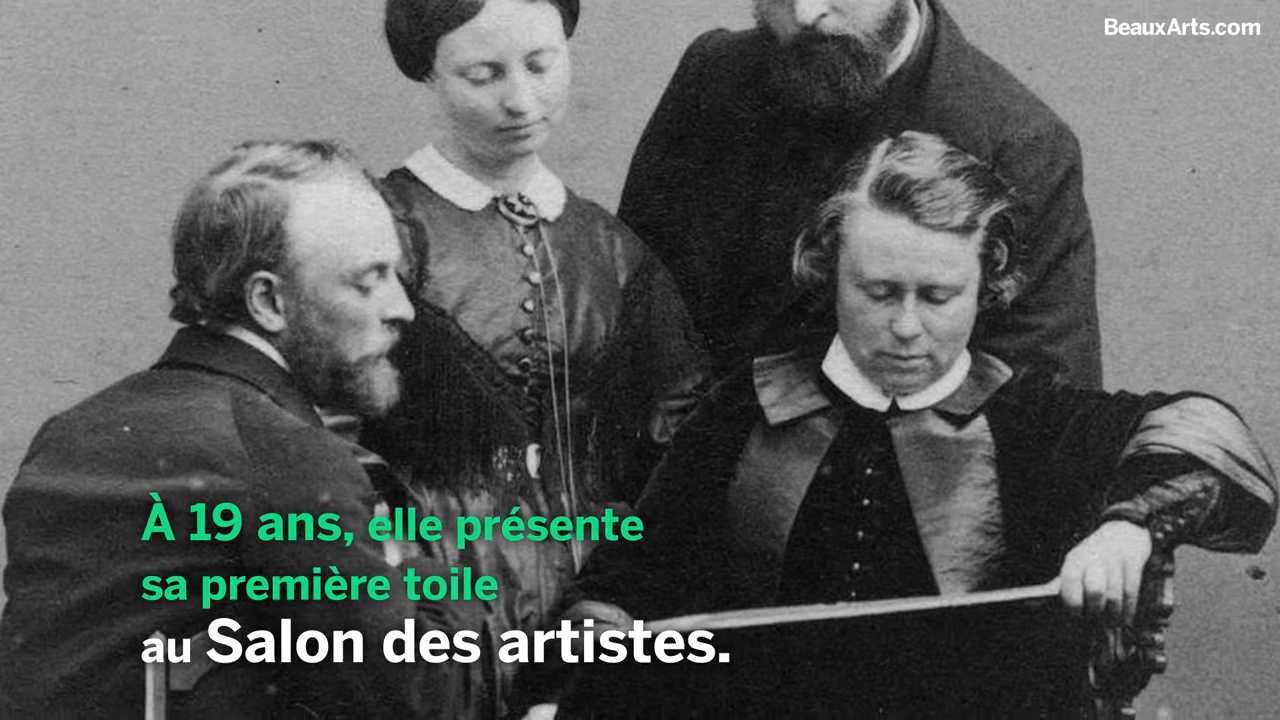 BeauxArts.com
À 19 ans, elle présente
sa première toile
au Salon des artistes.